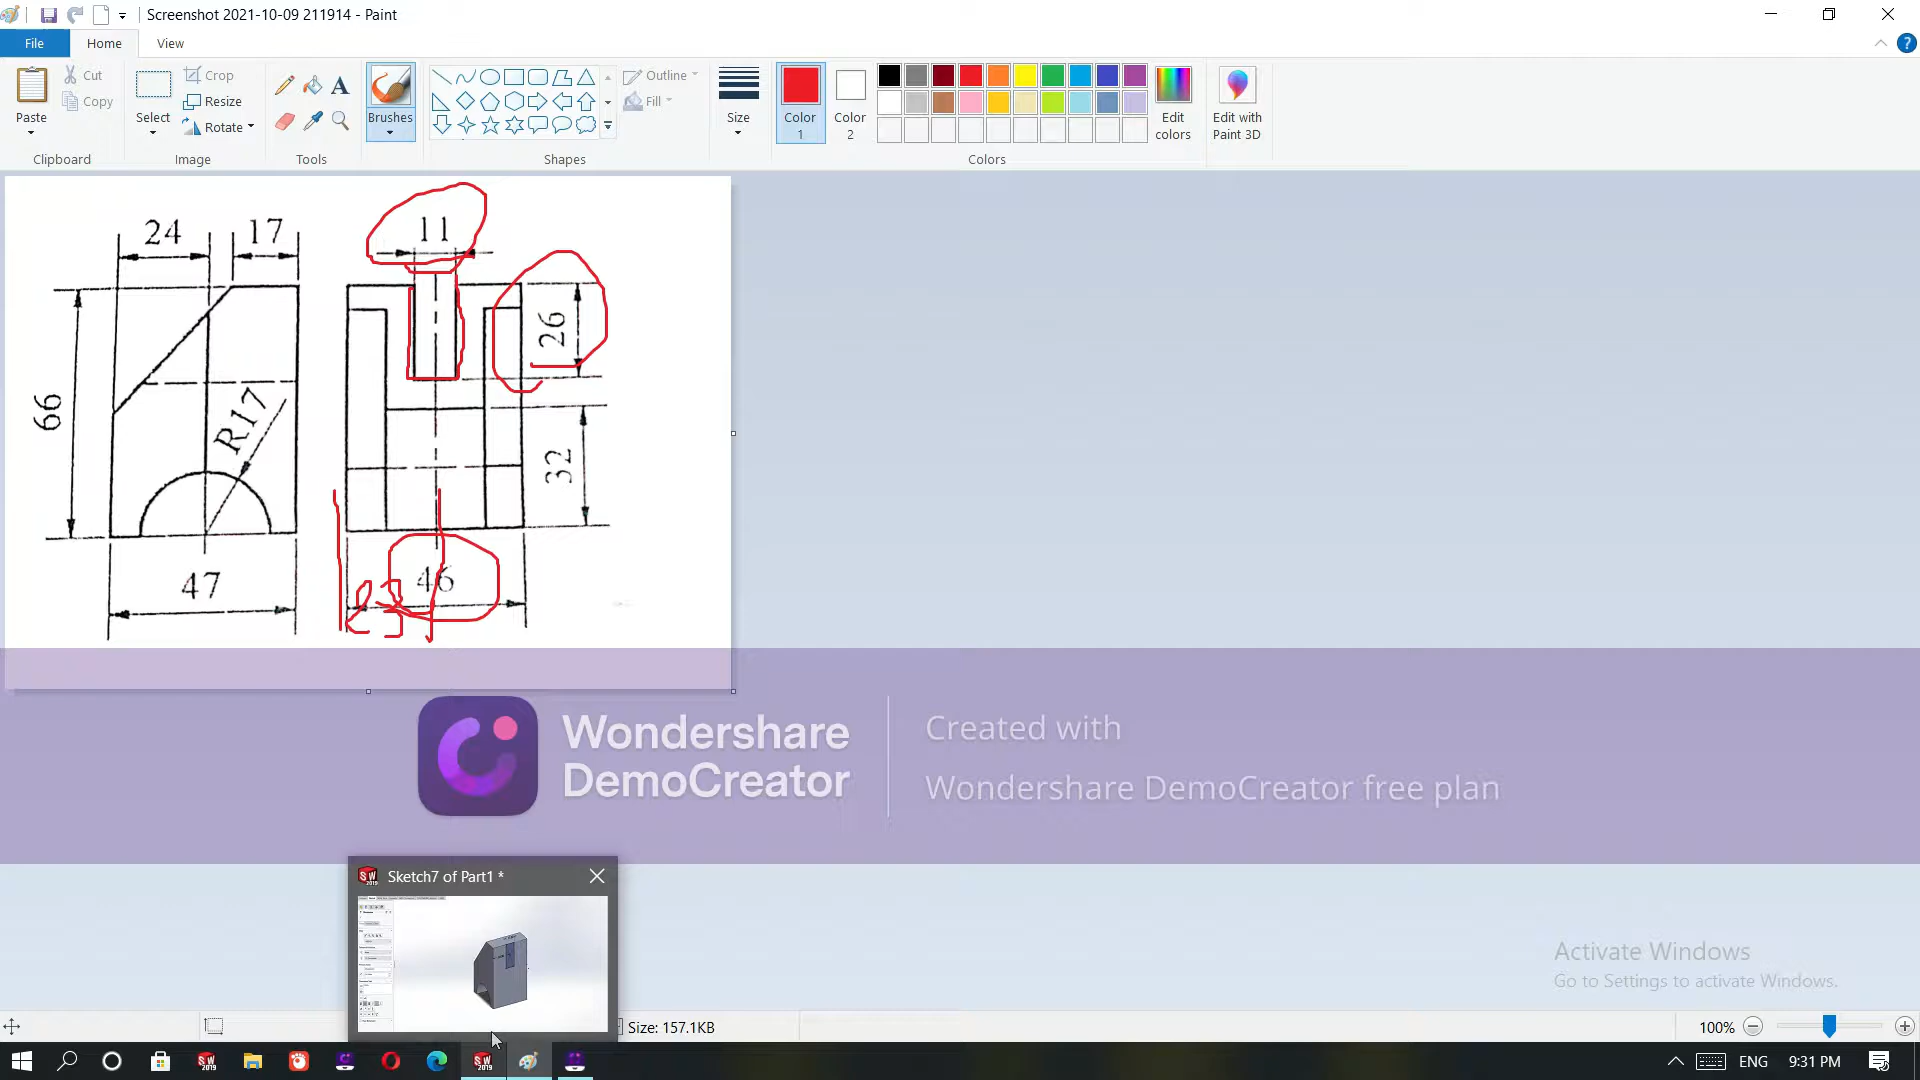 Screenshot 2021-10-09 211914 - Paint
File
Home
View
Paste
Cut
Copy
Clipboard
Select
Crop
Resize
Rotate
Image
Tools
Brushes
Shapes
Outline
Fill
Size
Color
1
Color
2
Edit
colors
Edit with
Paint 3D
Colors
24
17
11
66
26
R17
32
47
46
Wondershare
DemoCreator
Created with
Wondershare DemoCreator free plan
Sketch7 of Part1 *
Activate Windows
Go to Settings to activate Windows.
Size: 157.1KB
100%
ENG
9:31 PM